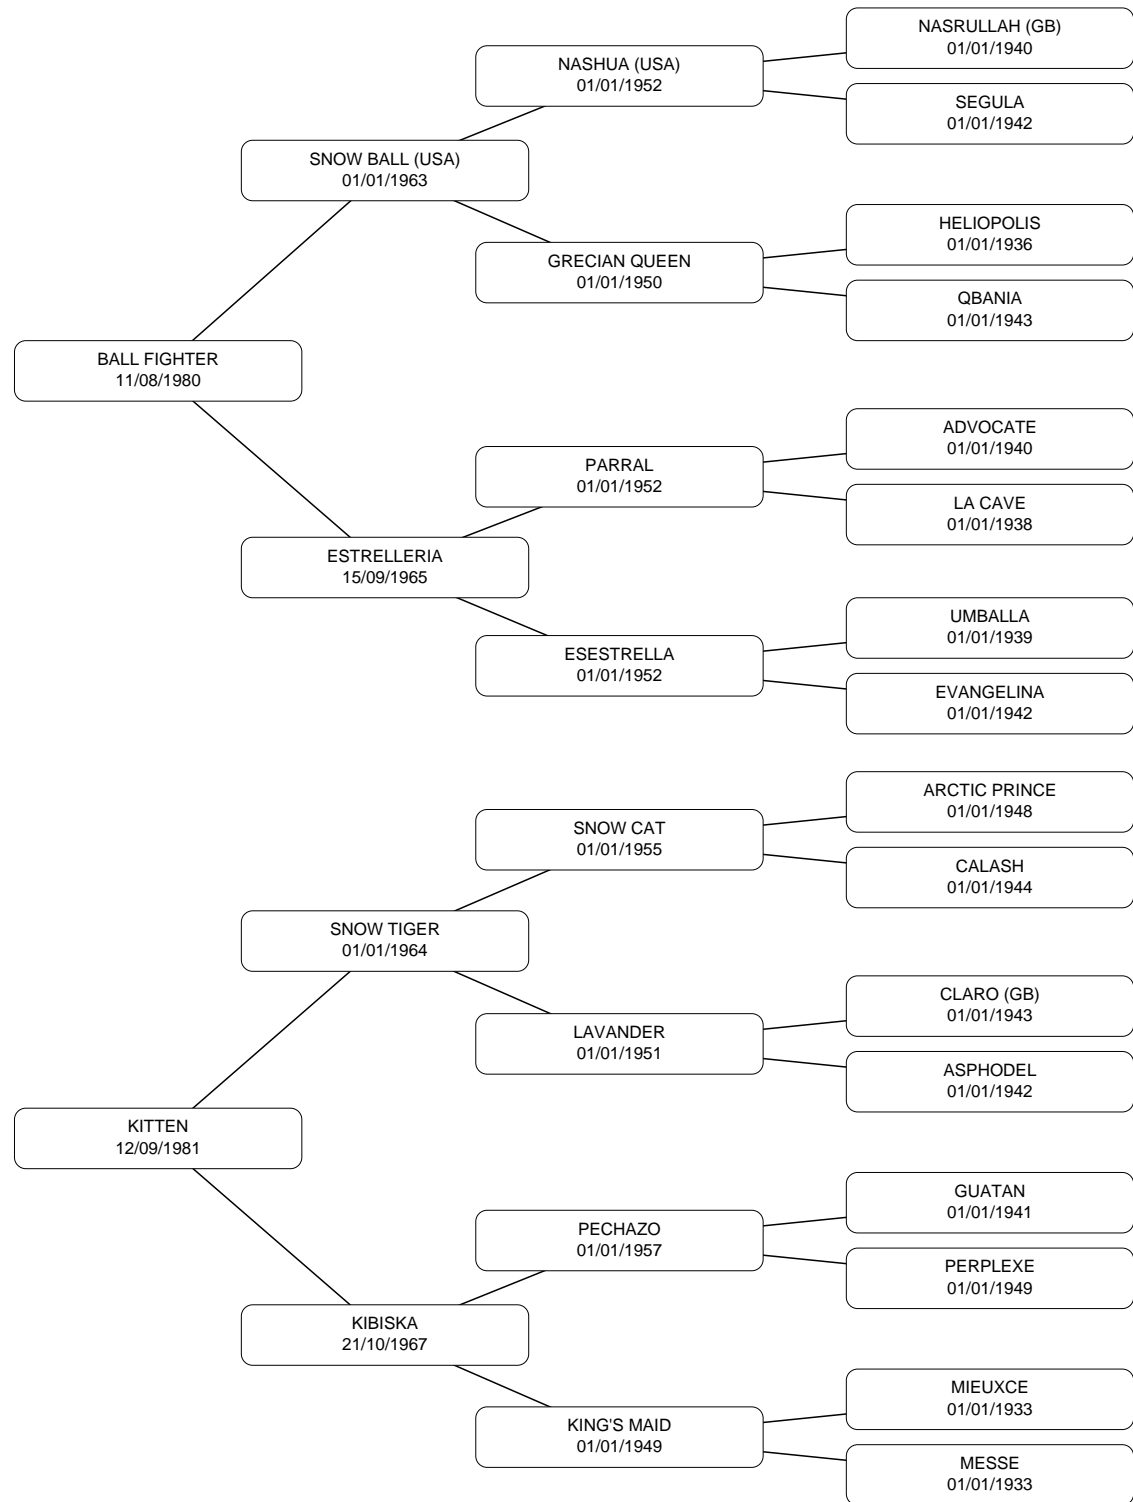 NASRULLAH (GB)
01/01/1940
NASHUA (USA)
01/01/1952
SEGULA
01/01/1942
SNOW BALL (USA)
01/01/1963
HELIOPOLIS
01/01/1936
GRECIAN QUEEN
01/01/1950
QBANIA
01/01/1943
BALL FIGHTER
11/08/1980
ADVOCATE
01/01/1940
PARRAL
01/01/1952
LA CAVE
01/01/1938
ESTRELLERIA
15/09/1965
UMBALLA
01/01/1939
ESESTRELLA
01/01/1952
EVANGELINA
01/01/1942
ARCTIC PRINCE
01/01/1948
SNOW CAT
01/01/1955
CALASH
01/01/1944
SNOW TIGER
01/01/1964
CLARO (GB)
01/01/1943
LAVANDER
01/01/1951
ASPHODEL
01/01/1942
KITTEN
12/09/1981
GUATAN
01/01/1941
PECHAZO
01/01/1957
PERPLEXE
01/01/1949
KIBISKA
21/10/1967
MIEUXCE
01/01/1933
KING'S MAID
01/01/1949
MESSE
01/01/1933